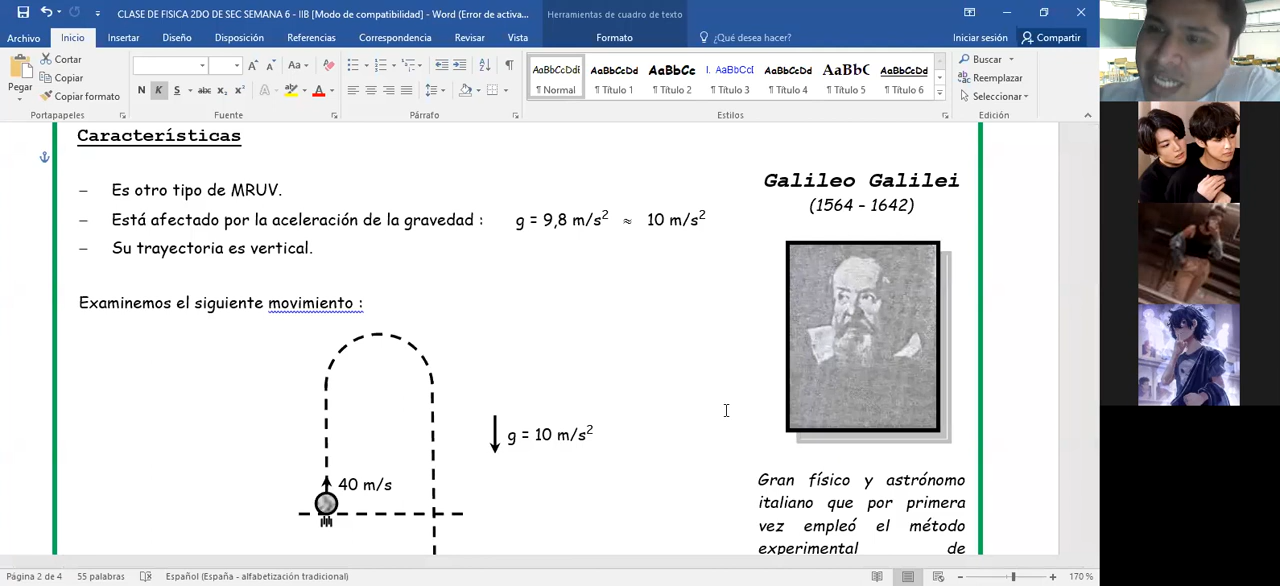 CLASE DE FISICA 2DO DE SEC SEMANA 6 - IIB [Modo de compatibilidad] - Word (Error de activa...
Herramientas de cuadro de texto
Archivo Inicio Insertar Diseño Disposición Referencias Correspondencia Revisar Vista Formato ¿Qué desea hacer? Iniciar sesión Compartir
Pegar
Cortar
Copiar
Copiar formato
Portapapeles
Aa
N K S abc x2 x2 A A
Fuente
Párrafo
AaBbCcDdE AaBbCcDd AaBbCc I. AaBbCcI AaBbCcDd AaBbC AaBbCcDd
¶ Normal ¶ Título 1 ¶ Título 2 ¶ Título 3 ¶ Título 4 ¶ Título 5 ¶ Título 6
Estilos
Buscar
Reemplazar
Seleccionar
Edición
Características
– Es otro tipo de MRUV.
– Está afectado por la aceleración de la gravedad : g = 9,8 m/s² ≈ 10 m/s²
– Su trayectoria es vertical.
Examinemos el siguiente movimiento :
40 m/s
g = 10 m/s²
Galileo Galilei
(1564 – 1642)
Gran físico y astrónomo
italiano que por primera
vez empleó el método
experimental de
Página 2 de 4 55 palabras Español (España - alfabetización tradicional) 170 %